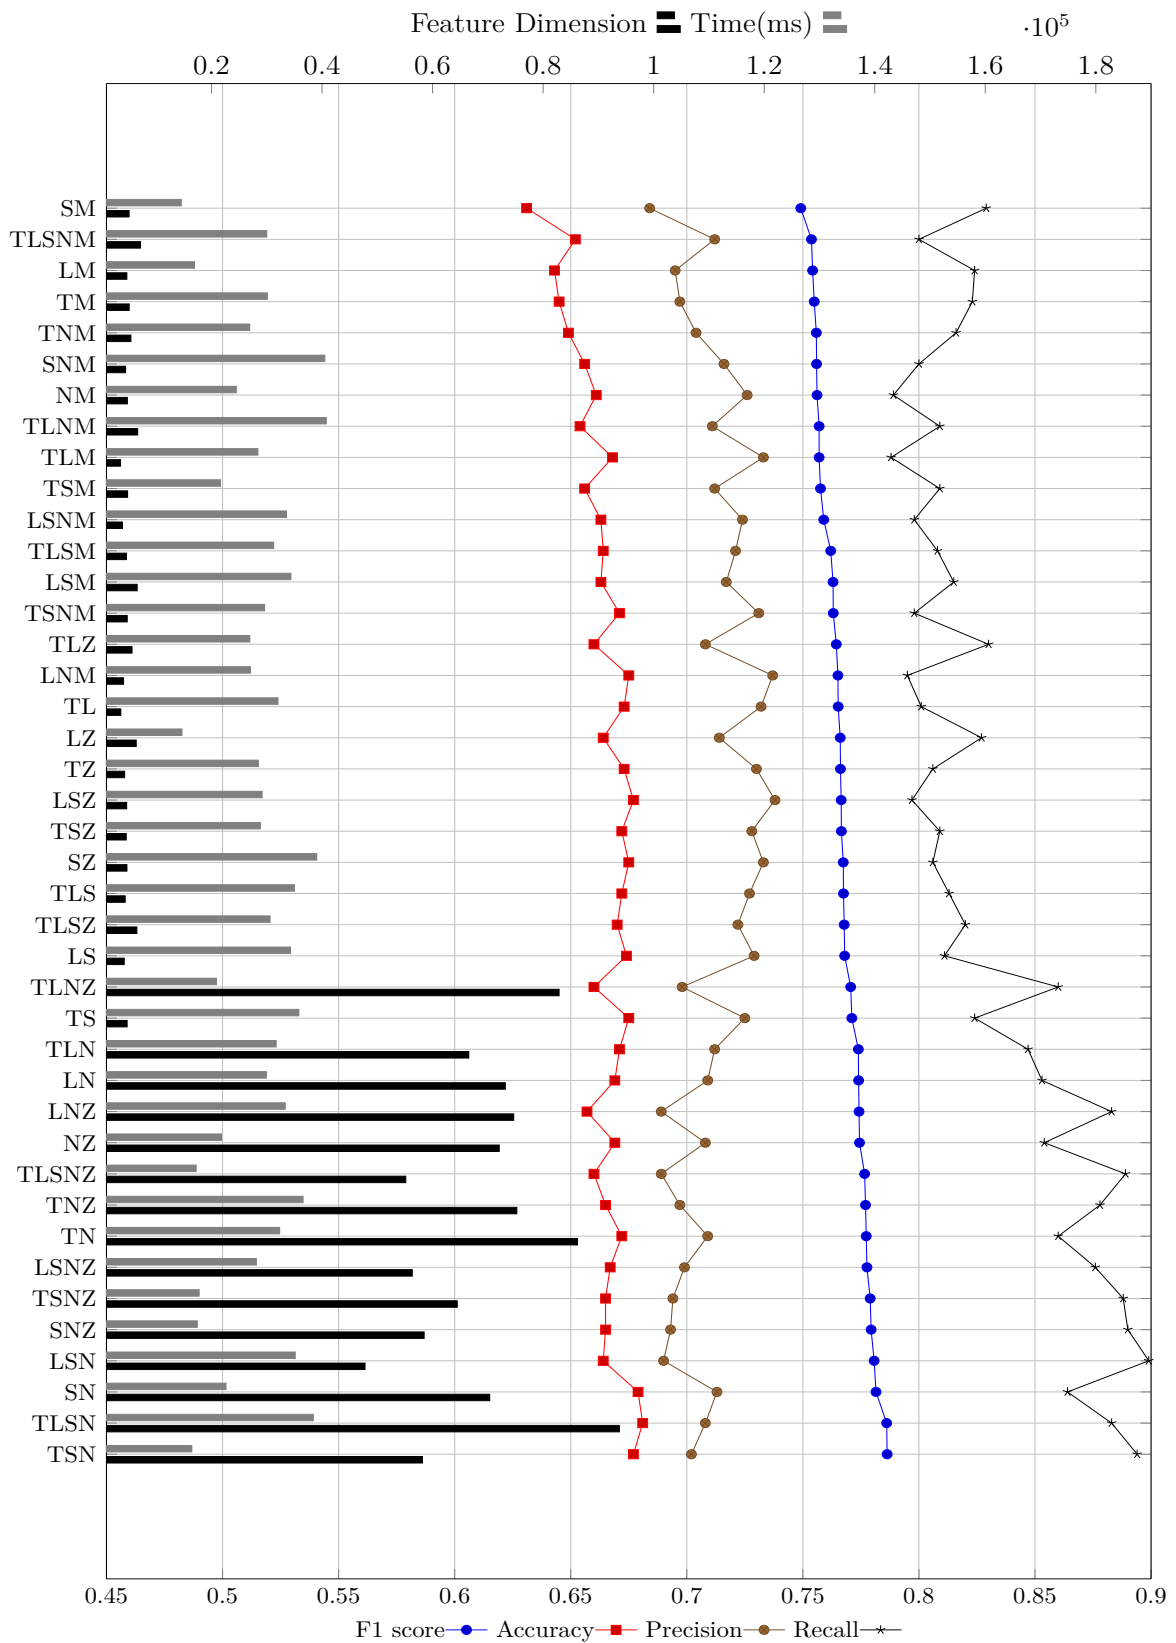 Feature Dimension Time(ms)
·10^5
0.2 0.4 0.6 0.8 1 1.2 1.4 1.6 1.8
SM
TLSNM
LM
TM
TNM
SNM
NM
TLNM
TLM
TSM
LSNM
TLSM
LSM
TSNM
TLZ
LNM
TL
LZ
TZ
LSZ
TSZ
SZ
TLS
TLSZ
LS
TLNZ
TS
TLN
LN
LNZ
NZ
TLSNZ
TNZ
TN
LSNZ
TSNZ
SNZ
LSN
SN
TLSN
TSN
0.45 0.5 0.55 0.6 0.65 0.7 0.75 0.8 0.85 0.9
F1 score Accuracy Precision Recall